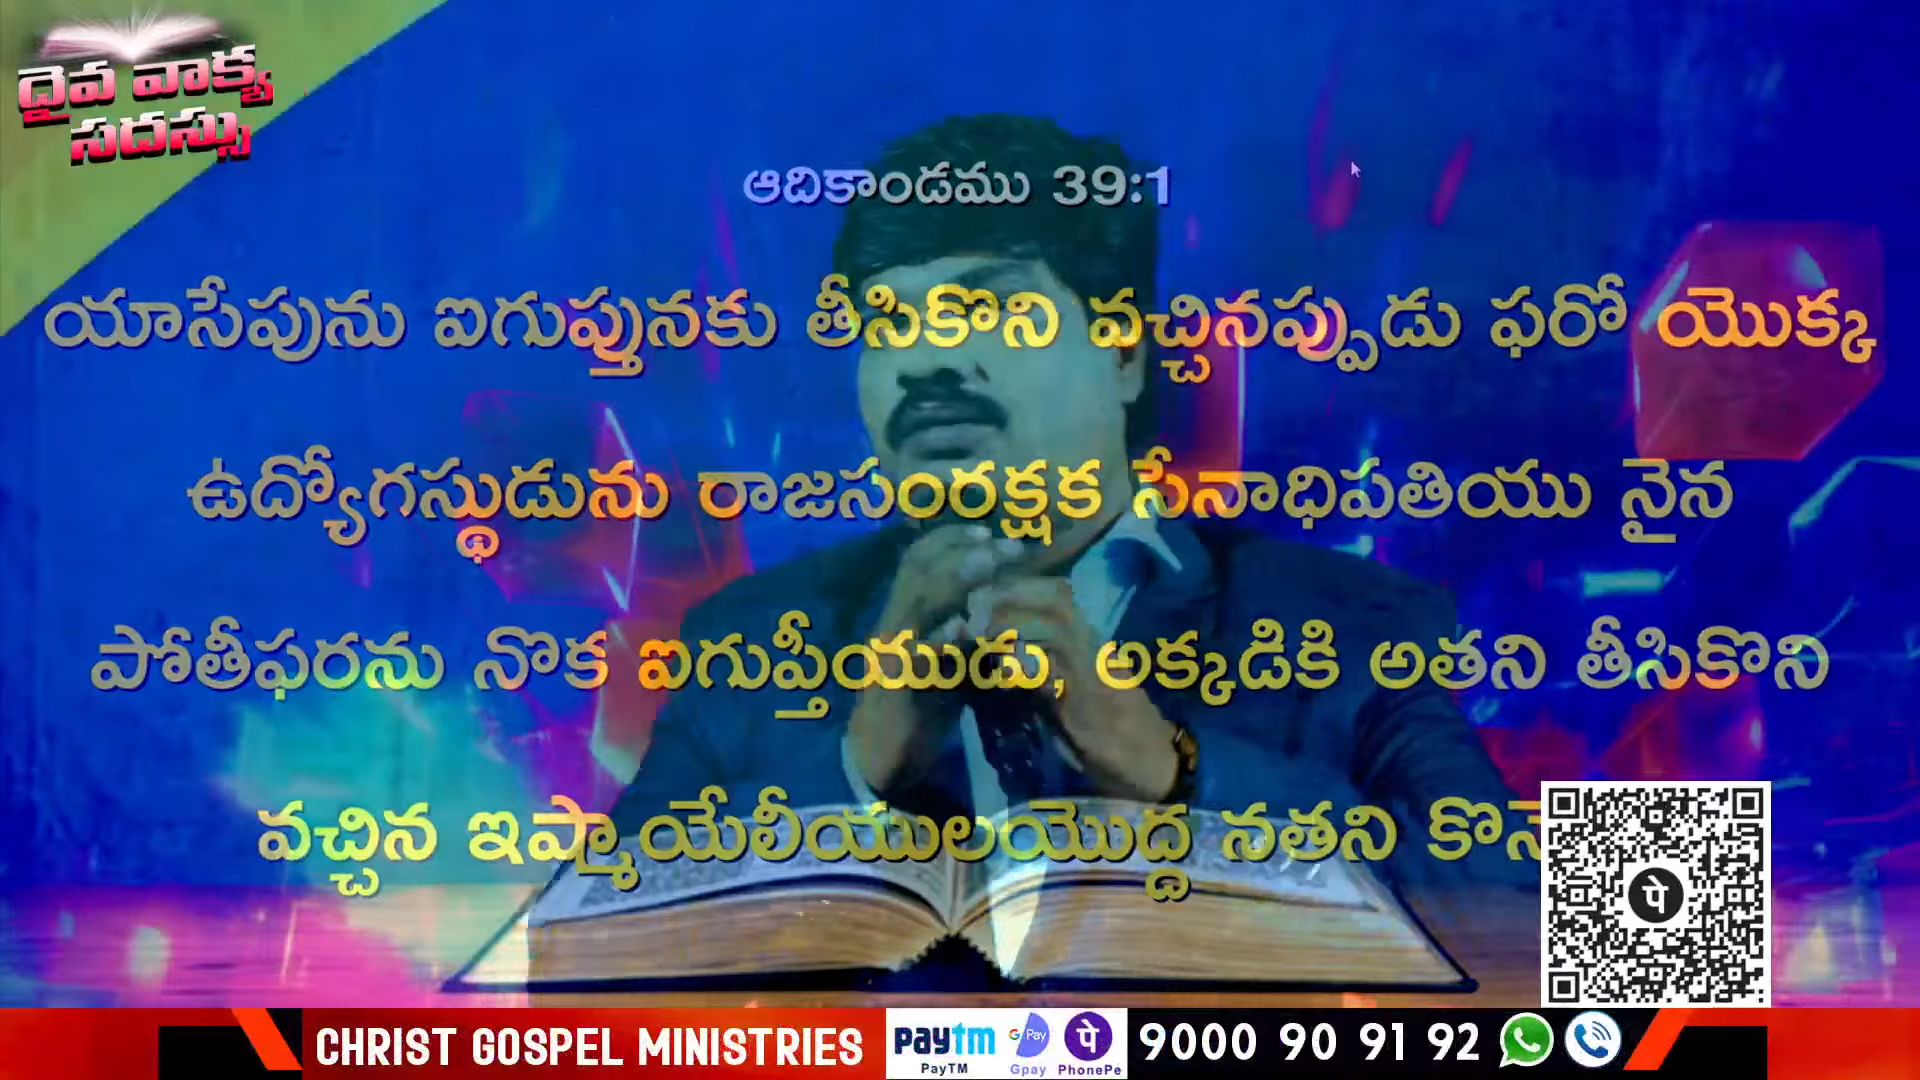 దైవ వాక్య
సదస్సు
ఆదికాండము 39:1
యాసేపును ఐగుప్తునకు తీసికొని వచ్చినప్పుడు ఫరో యొక్క
ఉద్యోగస్థుడును రాజసంరక్షక సేనాధిపతియు నైన
పోతీఫరను నొక ఐగుప్తీయుడు, అక్కడికి అతని తీసికొని
వచ్చిన ఇష్మాయేలీయులయొద్ద నతని
CHRIST GOSPEL MINISTRIES
paytm
PayTM
G Pay
Gpay
पे
PhonePe
9000 90 91 92
पे